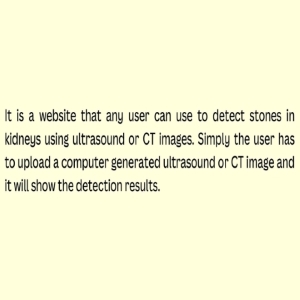 It is a website that any user can use to detect stones in
kidneys using ultrasound or CT images. Simply the user has
to upload a computer generated ultrasound or CT image and
it will show the detection results.